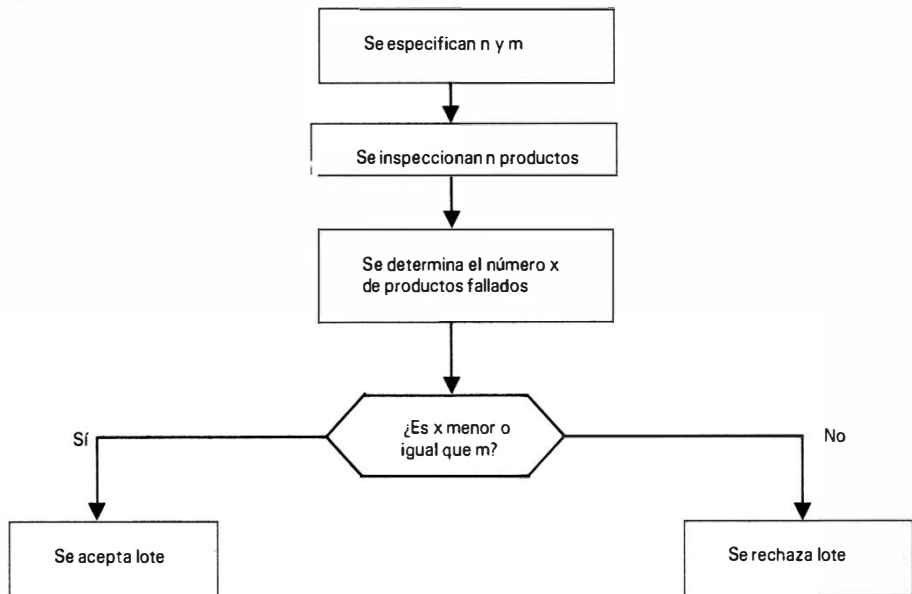 Se especifican n y m
Se inspeccionan n productos
Se determina el número x
de productos fallados
¿Es x menor o
igual que m?
Sí
No
Se acepta lote
Se rechaza lote